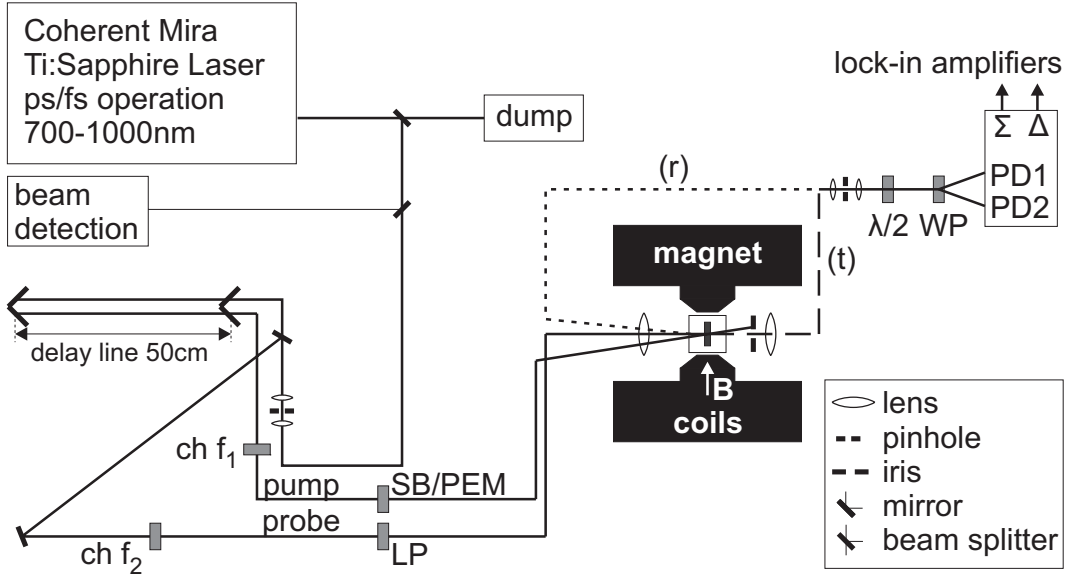 Coherent Mira
Ti:Sapphire Laser
ps/fs operation
700-1000nm
dump
beam
detection
lock-in amplifiers
Σ Δ
PD1
PD2
λ/2 WP
(r)
(t)
magnet
B
coils
delay line 50cm
ch f₁
pump
SB/PEM
probe
ch f₂
LP
lens
pinhole
iris
mirror
beam splitter